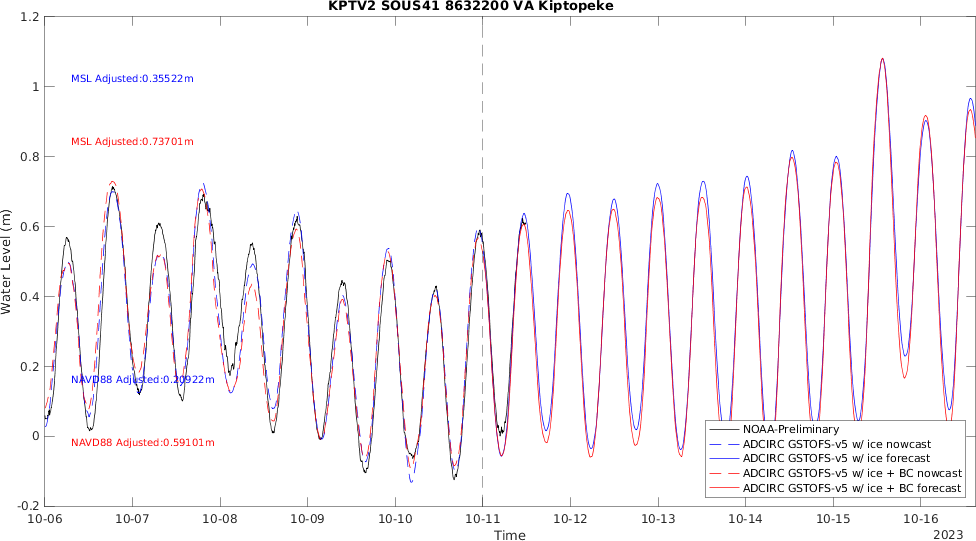 KPTV2 SOUS41 8632200 VA Kiptopeke
1.2
1
0.8
0.6
0.4
0.2
0
-0.2
Water Level (m)
MSL Adjusted:0.35522m
MSL Adjusted:0.73701m
NAVD88 Adjusted:0.20922m
NAVD88 Adjusted:0.59101m
NOAA-Preliminary
ADCIRC GSTOFS-v5 w/ ice nowcast
ADCIRC GSTOFS-v5 w/ ice forecast
ADCIRC GSTOFS-v5 w/ ice + BC nowcast
ADCIRC GSTOFS-v5 w/ ice + BC forecast
10-06 10-07 10-08 10-09 10-10 10-11 10-12 10-13 10-14 10-15 10-16
Time
2023